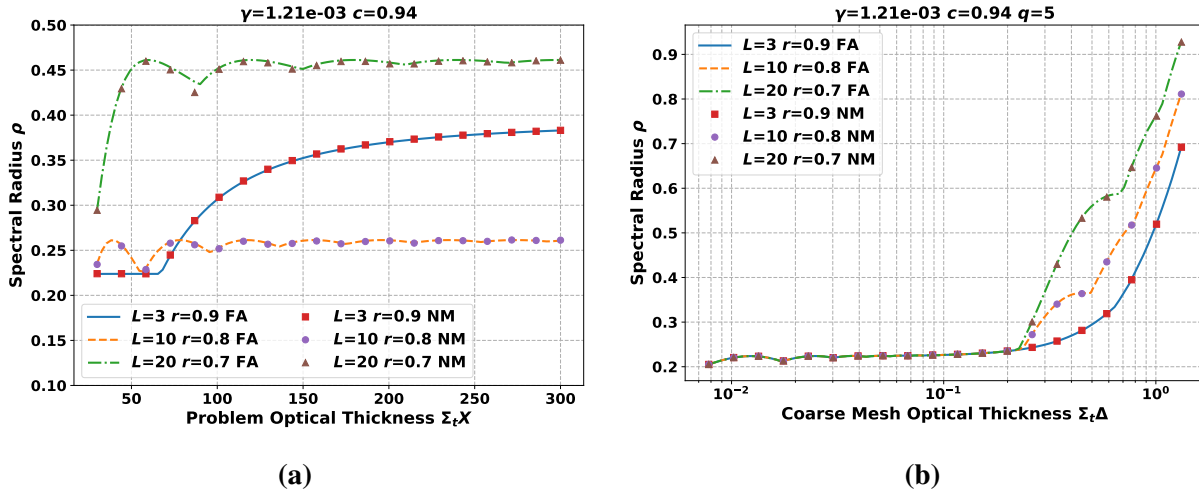 γ=1.21e-03 c=0.94
0.50
0.45
0.40
0.35
0.30
0.25
0.20
0.15
0.10
Spectral Radius ρ
L=3 r=0.9 FA
L=10 r=0.8 FA
L=20 r=0.7 FA
L=3 r=0.9 NM
L=10 r=0.8 NM
L=20 r=0.7 NM
50 100 150 200 250 300
Problem Optical Thickness ΣₜX
(a)
γ=1.21e-03 c=0.94 q=5
0.9
0.8
0.7
0.6
0.5
0.4
0.3
0.2
Spectral Radius ρ
L=3 r=0.9 FA
L=10 r=0.8 FA
L=20 r=0.7 FA
L=3 r=0.9 NM
L=10 r=0.8 NM
L=20 r=0.7 NM
10⁻² 10⁻¹ 10⁰
Coarse Mesh Optical Thickness ΣₜΔ
(b)